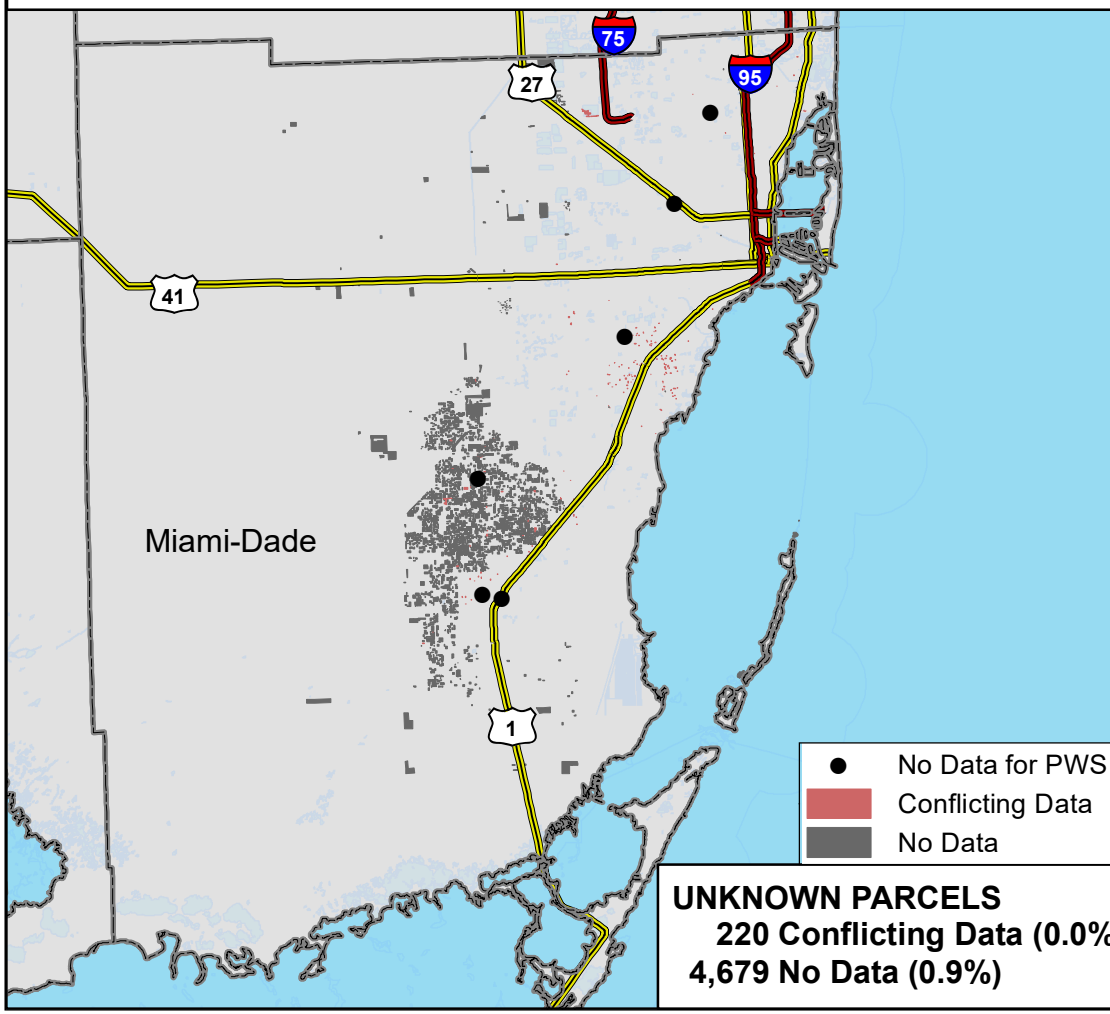 75
95
27
41
Miami-Dade
1
No Data for PWS
Conflicting Data
No Data
UNKNOWN PARCELS
220 Conflicting Data (0.0%
4,679 No Data (0.9%)